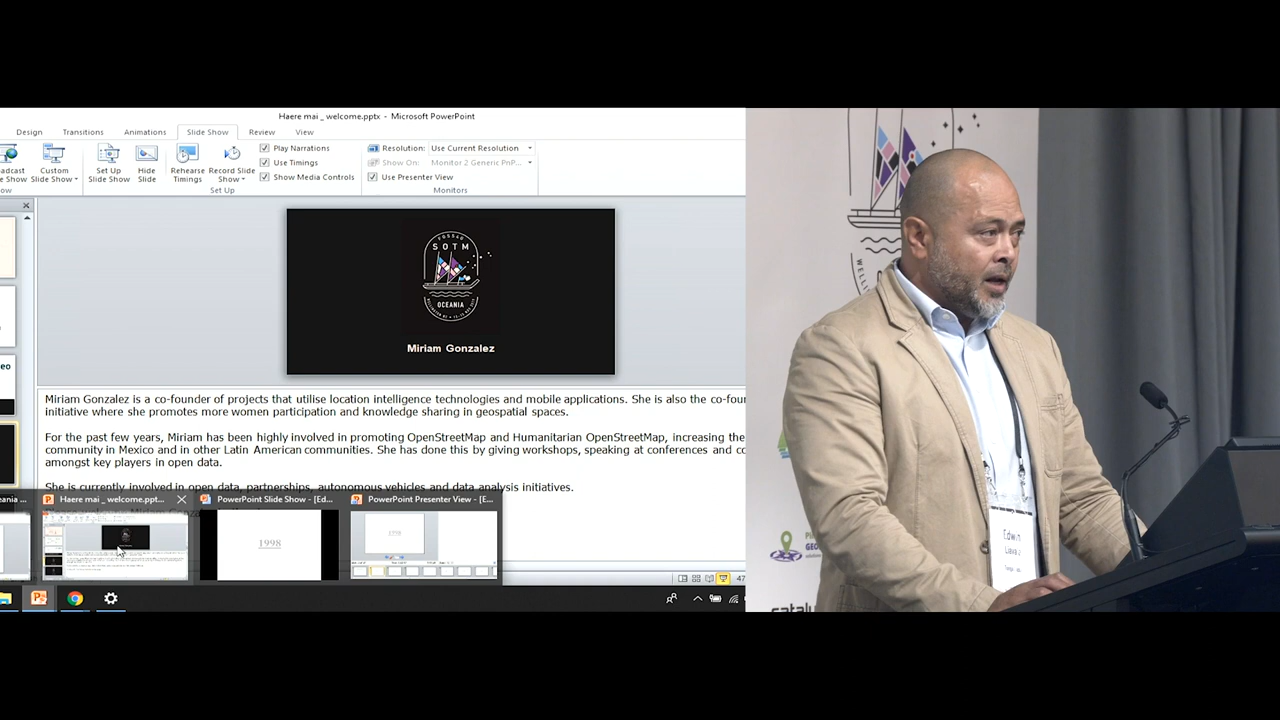 Haere mai _ welcome.pptx - Microsoft PowerPoint
Design Transitions Animations Slide Show Review View
Custom Slide Show
Set Up Slide Show
Hide Slide
Rehearse Timings
Record Slide Show
Play Narrations
Use Timings
Show Media Controls
Set Up
Resolution: Use Current Resolution
Show On: Monitor 2 Generic PnP...
Use Presenter View
Monitors
FOSS4G
SOTM
OCEANIA
Miriam Gonzalez
Miriam Gonzalez is a co-founder of projects that utilise location intelligence technologies and mobile applications. She is also the
initiative where she promotes more women participation and knowledge sharing in geospatial spaces.
For the past few years, Miriam has been highly involved in promoting OpenStreetMap and Humanitarian OpenStreetMap, increasing the
community in Mexico and in other Latin American communities. She has done this by giving workshops, speaking at conferences and
amongst key players in open data.
She is currently involved in open data, partnerships, autonomous vehicles and data analysis initiatives.
Haere mai _ welcome.ppt...
PowerPoint Slide Show - [Ed...
PowerPoint Presenter View - [E...
1998
1998
47
Edwin